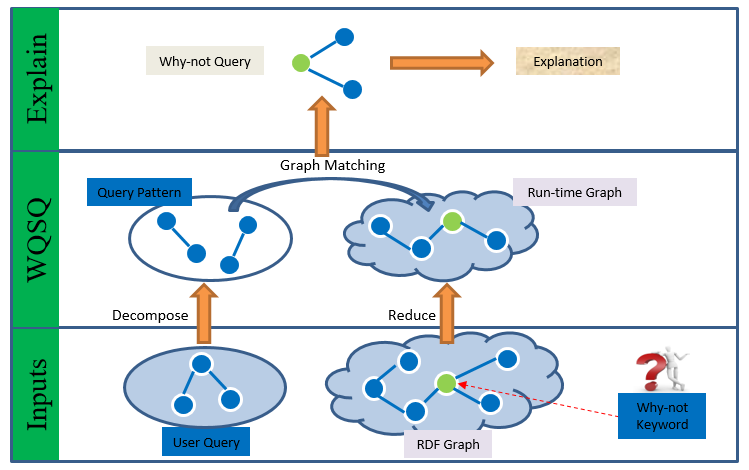 Explain
Why-not Query
Explanation
WQSQ
Graph Matching
Query Pattern
Run-time Graph
Decompose
Reduce
Inputs
User Query
RDF Graph
Why-not
Keyword